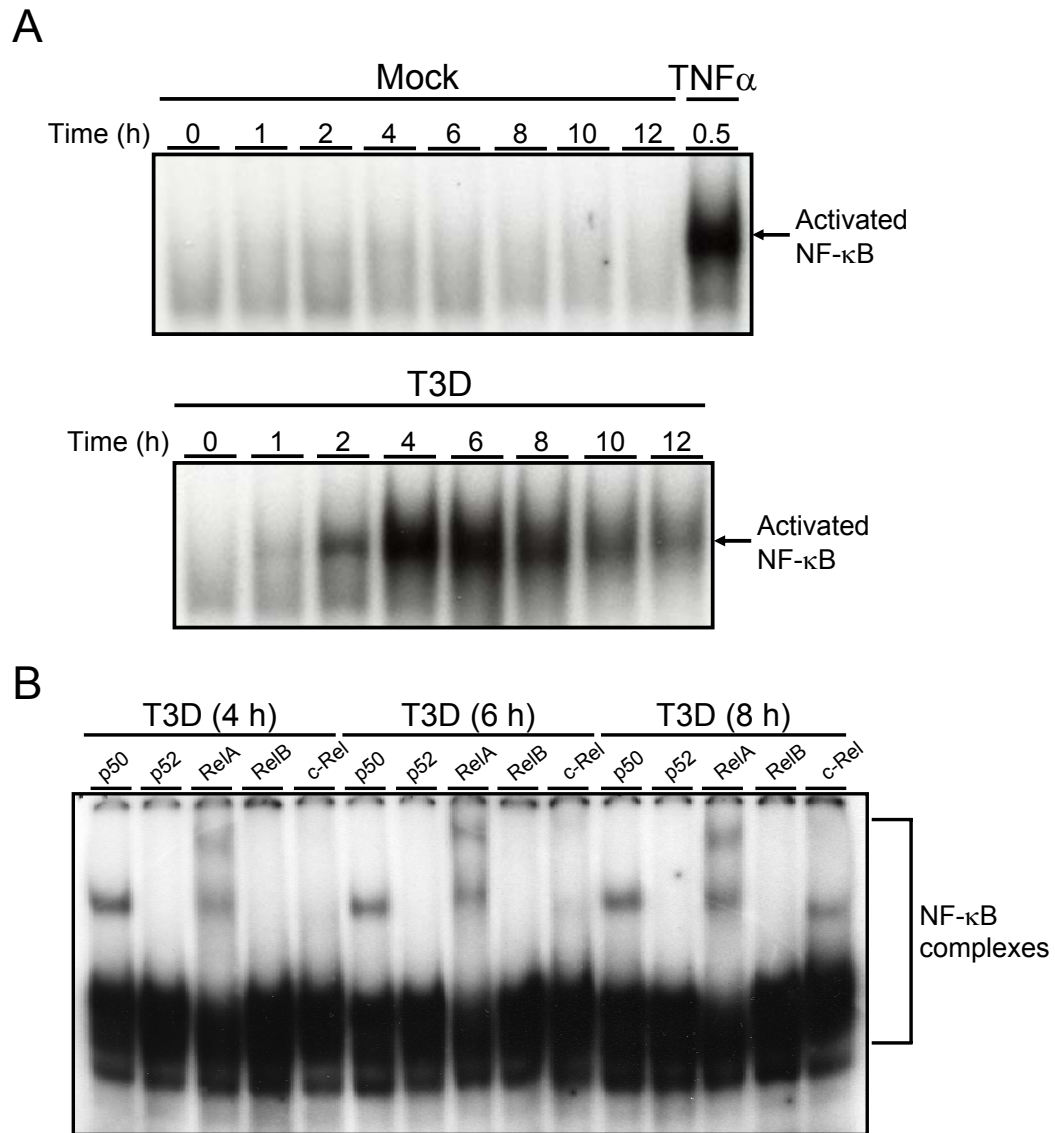 A
Mock TNFα
Time (h) 0 1 2 4 6 8 10 12 0.5
Activated
NF-κB
T3D
Time (h) 0 1 2 4 6 8 10 12
Activated
NF-κB
B
T3D (4 h) T3D (6 h) T3D (8 h)
p50 p52 RelA RelB c-Rel p50 p52 RelA RelB c-Rel p50 p52 RelA RelB c-Rel
NF-κB
complexes